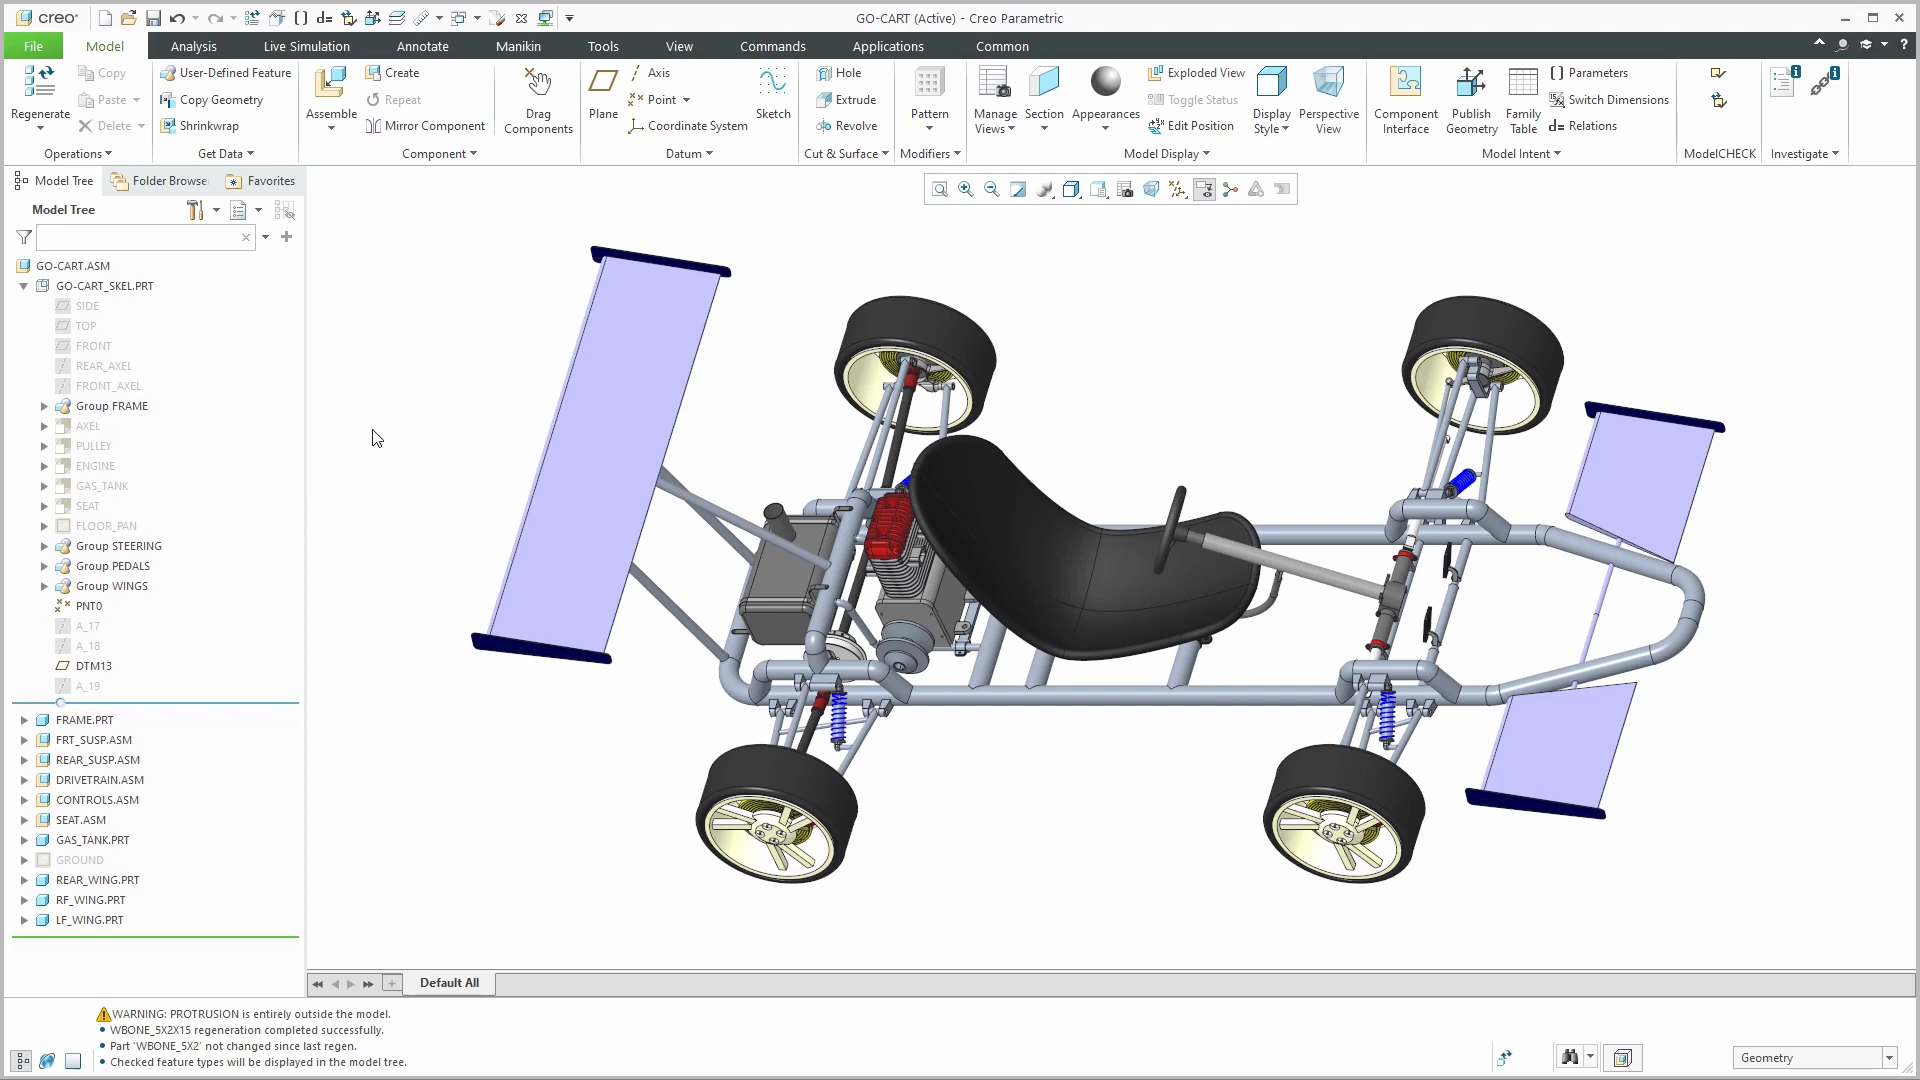 creo®
d=
GO-CART (Active) - Creo Parametric
File
Model
Analysis
Live Simulation
Annotate
Manikin
Tools
View
Commands
Applications
Common
Regenerate
Copy
Paste
Delete
Operations
User-Defined Feature
Copy Geometry
Shrinkwrap
Get Data
Assemble
Create
Repeat
Mirror Component
Component
Drag
Components
Plane
Axis
Point
Coordinate System
Sketch
Datum
Hole
Extrude
Revolve
Cut & Surface
Pattern
Modifiers
Manage
Views
Section
Appearances
Exploded View
Toggle Status
Edit Position
Display
Style
Perspective
View
Model Display
Component
Interface
Publish
Geometry
Family
Table
Parameters
Switch Dimensions
d= Relations
Model Intent
ModelCHECK
Investigate
Model Tree
Folder Browse
Favorites
Model Tree
GO-CART.ASM
GO-CART_SKEL.PRT
SIDE
TOP
FRONT
REAR_AXEL
FRONT_AXEL
Group FRAME
AXEL
PULLEY
ENGINE
GAS_TANK
SEAT
FLOOR_PAN
Group STEERING
Group PEDALS
Group WINGS
PNT0
A_17
A_18
DTM13
A_19
FRAME.PRT
FRT_SUSP.ASM
REAR_SUSP.ASM
DRIVETRAIN.ASM
CONTROLS.ASM
SEAT.ASM
GAS_TANK.PRT
GROUND
REAR_WING.PRT
RF_WING.PRT
LF_WING.PRT
Default All
WARNING: PROTRUSION is entirely outside the model.
• WBONE_5X2X15 regeneration completed successfully.
• Part 'WBONE_5X2' not changed since last regen.
• Checked feature types will be displayed in the model tree.
Geometry